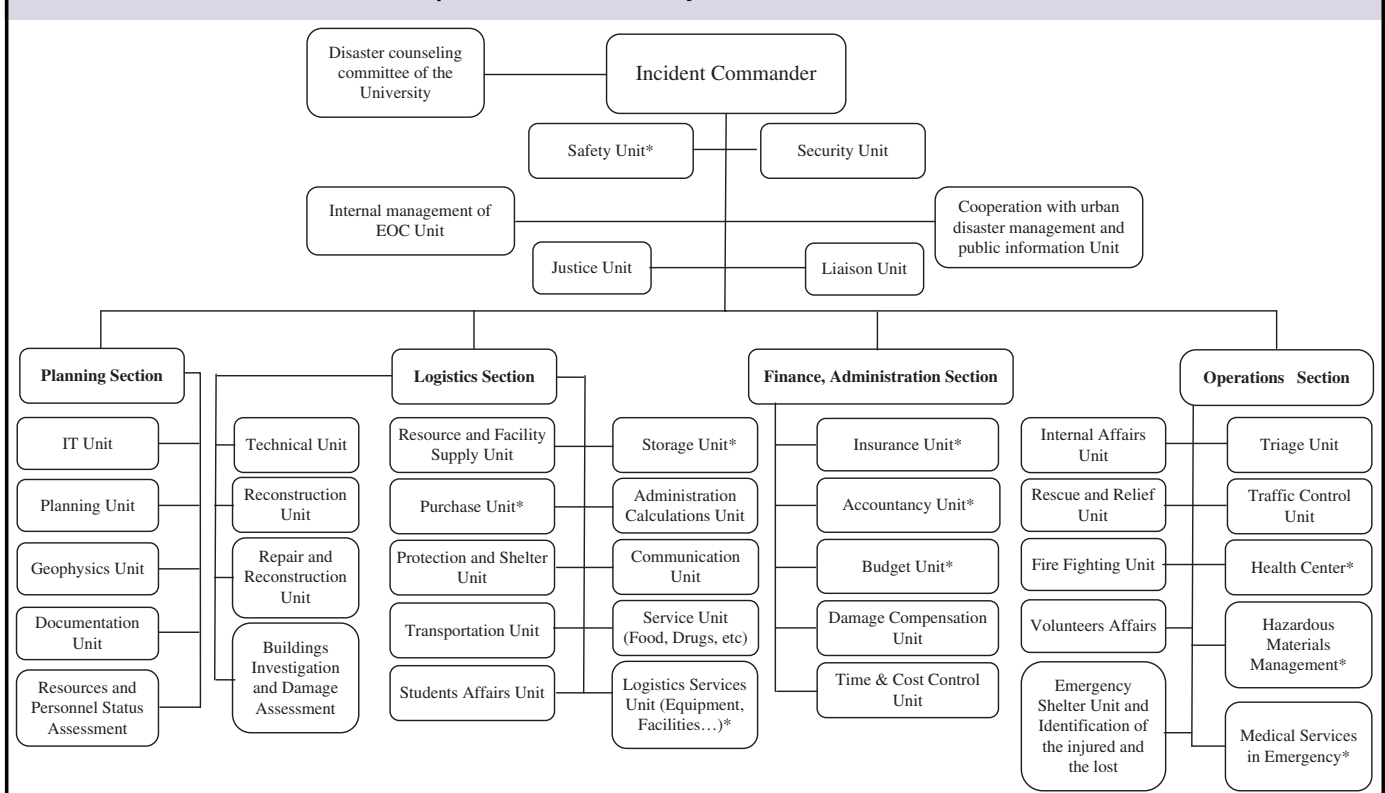 Disaster counseling
committee of the
University
Incident Commander
Safety Unit*
Security Unit
Internal management of
EOC Unit
Cooperation with urban
disaster management and
public information Unit
Justice Unit
Liaison Unit
Planning Section
Logistics Section
Finance, Administration Section
Operations Section
IT Unit
Planning Unit
Geophysics Unit
Documentation
Unit
Resources and
Personnel Status
Assessment
Technical Unit
Reconstruction
Unit
Repair and
Reconstruction
Unit
Buildings
Investigation
and Damage
Assessment
Resource and Facility
Supply Unit
Purchase Unit*
Protection and Shelter
Unit
Transportation Unit
Students Affairs Unit
Storage Unit*
Administration
Calculations Unit
Communication
Unit
Service Unit
(Food, Drugs, etc)
Logistics Services
Unit (Equipment,
Facilities…)*
Insurance Unit*
Accountancy Unit*
Budget Unit*
Damage Compensation
Unit
Time & Cost Control
Unit
Internal Affairs
Unit
Rescue and Relief
Unit
Fire Fighting Unit
Volunteers Affairs
Emergency
Shelter Unit and
Identification of
the injured and
the lost
Triage Unit
Traffic Control
Unit
Health Center*
Hazardous
Materials
Management*
Medical Services
in Emergency*